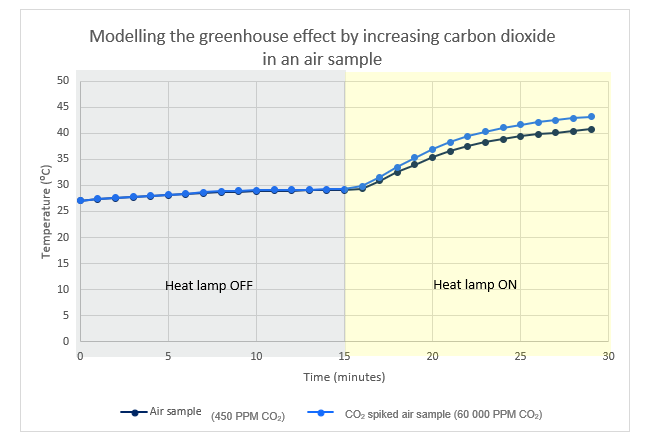 Modelling the greenhouse effect by increasing carbon dioxide
in an air sample
50
45
40
35
30
25
20
15
10
5
0
Temperature (⁰C)
Heat lamp OFF
Heat lamp ON
0 5 10 15 20 25 30
Time (minutes)
Air sample (450 PPM CO₂) CO₂ spiked air sample (60 000 PPM CO₂)